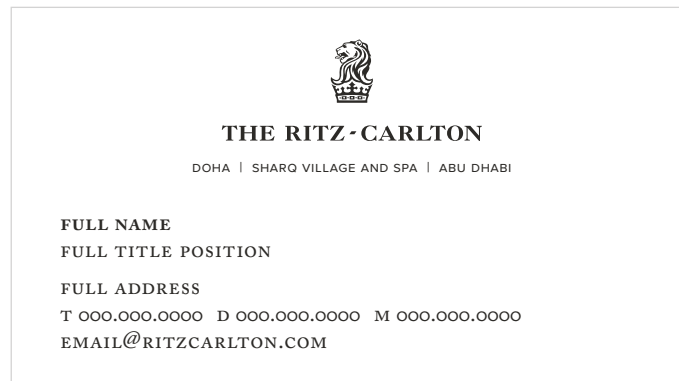 THE RITZ-CARLTON
DOHA | SHARQ VILLAGE AND SPA | ABU DHABI
FULL NAME
FULL TITLE POSITION
FULL ADDRESS
T 000.000.0000 D 000.000.0000 M 000.000.0000
EMAIL@RITZCARLTON.COM